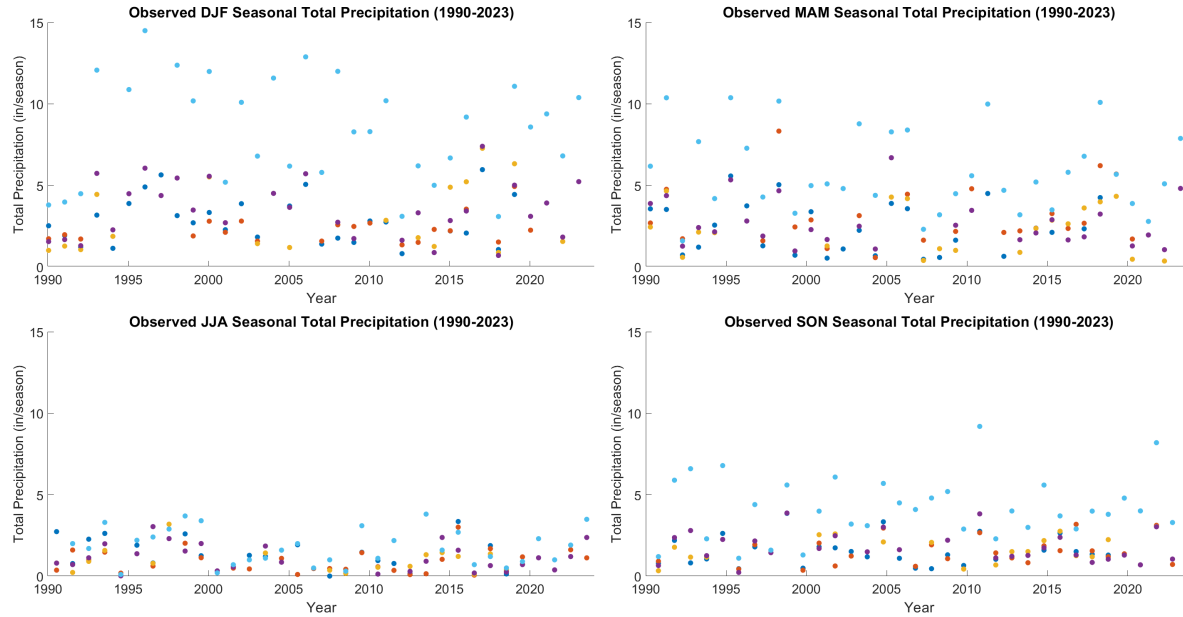 Observed DJF Seasonal Total Precipitation (1990-2023)
Total Precipitation (in/season)
15
10
5
0
1990 1995 2000 2005 2010 2015 2020
Year
Observed MAM Seasonal Total Precipitation (1990-2023)
Total Precipitation (in/season)
15
10
5
0
1990 1995 2000 2005 2010 2015 2020
Year
Observed JJA Seasonal Total Precipitation (1990-2023)
Total Precipitation (in/season)
15
10
5
0
1990 1995 2000 2005 2010 2015 2020
Year
Observed SON Seasonal Total Precipitation (1990-2023)
Total Precipitation (in/season)
15
10
5
0
1990 1995 2000 2005 2010 2015 2020
Year